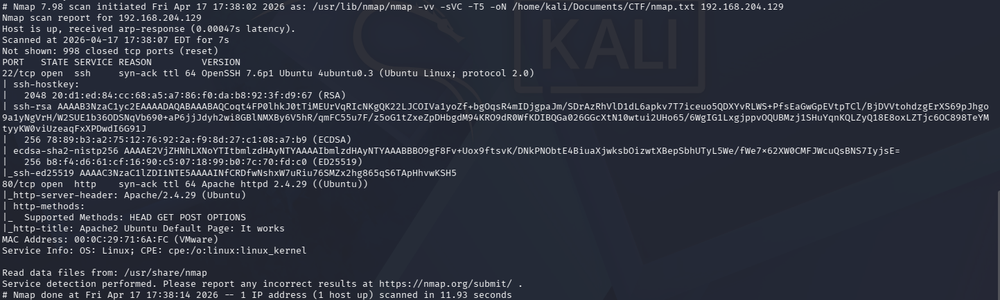 # Nmap 7.98 scan initiated Fri Apr 17 17:38:02 2026 as: /usr/lib/nmap/nmap -vv -sVC -T5 -oN /home/kali/Documents/CTF/nmap.txt 192.168.204.129
Nmap scan report for 192.168.204.129
Host is up, received arp-response (0.00047s latency).
Scanned at 2026-04-17 17:38:07 EDT for 7s
Not shown: 998 closed tcp ports (reset)
PORT   STATE SERVICE REASON         VERSION
22/tcp open  ssh     syn-ack ttl 64 OpenSSH 7.6p1 Ubuntu 4ubuntu0.3 (Ubuntu Linux; protocol 2.0)
| ssh-hostkey:
|   2048 20:d1:ed:84:cc:68:a5:a7:86:f0:da:b8:92:3f:d9:67 (RSA)
| ssh-rsa AAAAB3NzaC1yc2EAAAADAQABAAABAQCoqt4FP0lhkJ0tTiMEUrVqRIcNKgQK22LJCOIVa1yoZf+bgOqsR4mIDjgpaJm/SDrAzRhVlD1dL6apkv7T7iceuo5QDXYvRLWS+PfsEaGwGpEVtpTCl/BjDVVtohdzgErXS69pJhgo
9a1yNgVrH/W2SUE1b36ODSNqVb690+aP6jjJdyh2wi8GBlNMXBy6V5hR/qmFC55u7F/z5oG1tZxeZpDHbgdM94KRO9dR0WfKDIBQGa026GGcXtN10wtui2UHo65/6WgIG1LxgjppvOQUBMzj1SHuYqnKQLZyQ18E8oxLZTjc6OC898TeYM
tyyKW0viUzeaqFxXPDwdI6G91J
|   256 78:89:b3:a2:75:12:76:92:2a:f9:8d:27:c1:08:a7:b9 (ECDSA)
| ecdsa-sha2-nistp256 AAAAE2VjZHNhLXNoYTItbmlzdHAyNTYAAAAIbmlzdHAyNTYAAABBBO9gF8Fv+Uox9ftsvK/DNkPNObtE4BiuaXjwksbOizwtXBepSbhUTyL5We/fWe7×62XW0CMFJWcuQsBNS7IyjsE=
|   256 b8:f4:d6:61:cf:16:90:c5:07:18:99:b0:7c:70:fd:c0 (ED25519)
|_ssh-ed25519 AAAAC3NzaC1lZDI1NTE5AAAAINfCRDfwNshxW7uRiu76SMZx2hg865qS6TApHhvwKSH5
80/tcp open  http    syn-ack ttl 64 Apache httpd 2.4.29 ((Ubuntu))
|_http-server-header: Apache/2.4.29 (Ubuntu)
| http-methods:
|_  Supported Methods: HEAD GET POST OPTIONS
|_http-title: Apache2 Ubuntu Default Page: It works
MAC Address: 00:0C:29:71:6A:FC (VMware)
Service Info: OS: Linux; CPE: cpe:/o:linux:linux_kernel
Read data files from: /usr/share/nmap
Service detection performed. Please report any incorrect results at https://nmap.org/submit/ .
# Nmap done at Fri Apr 17 17:38:14 2026 -- 1 IP address (1 host up) scanned in 11.93 seconds
KALI